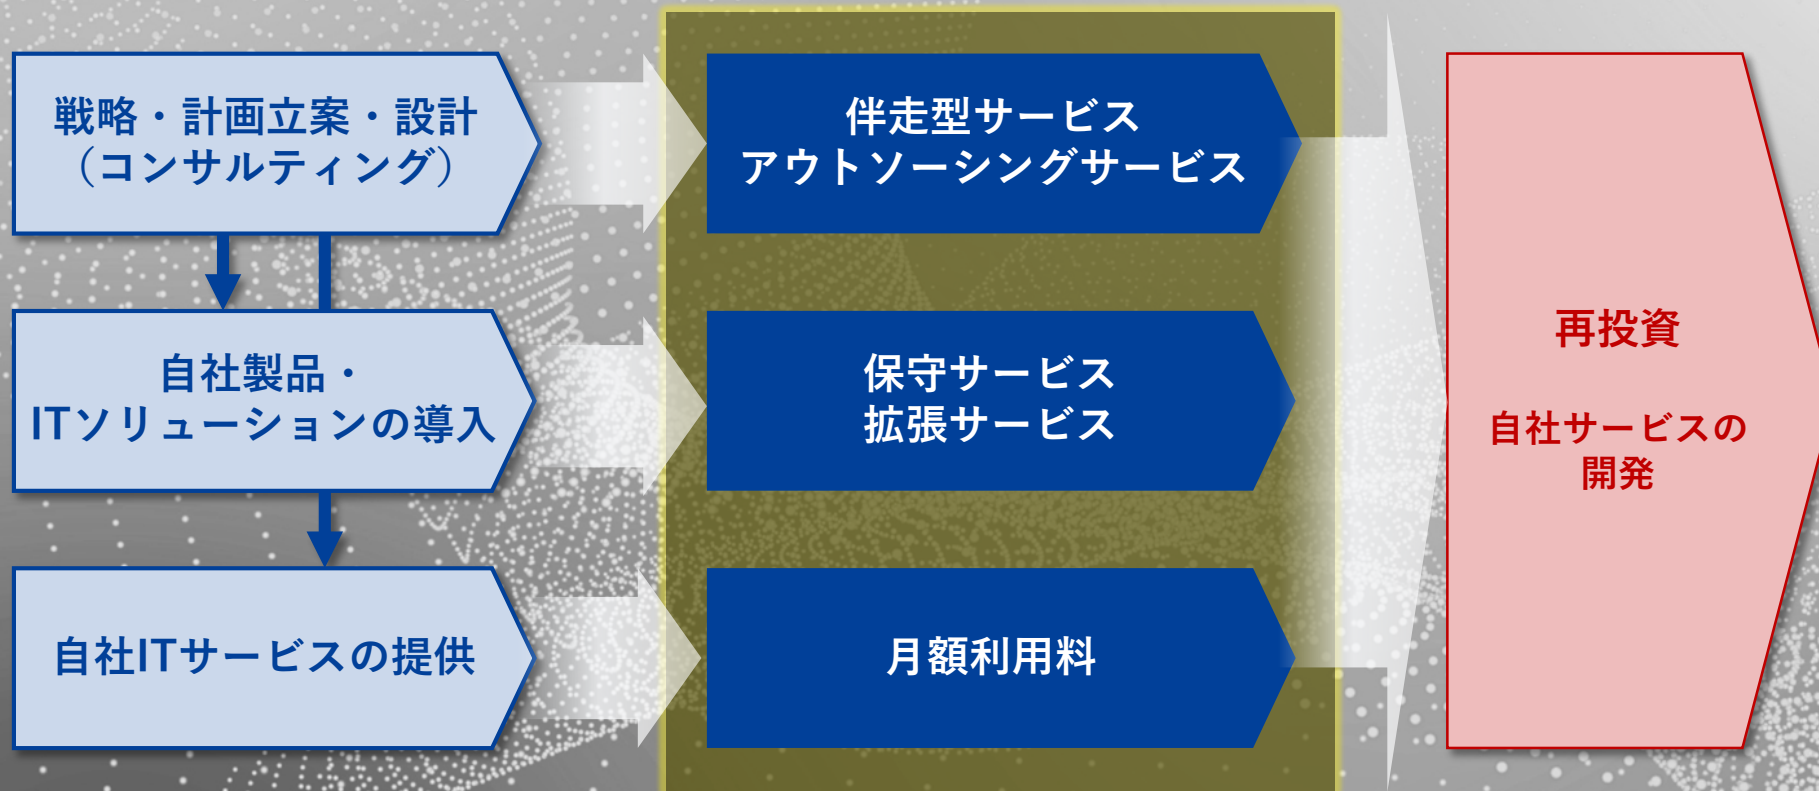 戦略・計画立案・設計
（コンサルティング）
伴走型サービス
アウトソーシングサービス
自社製品・
ITソリューションの導入
保守サービス
拡張サービス
自社ITサービスの提供
月額利用料
再投資
自社サービスの
開発